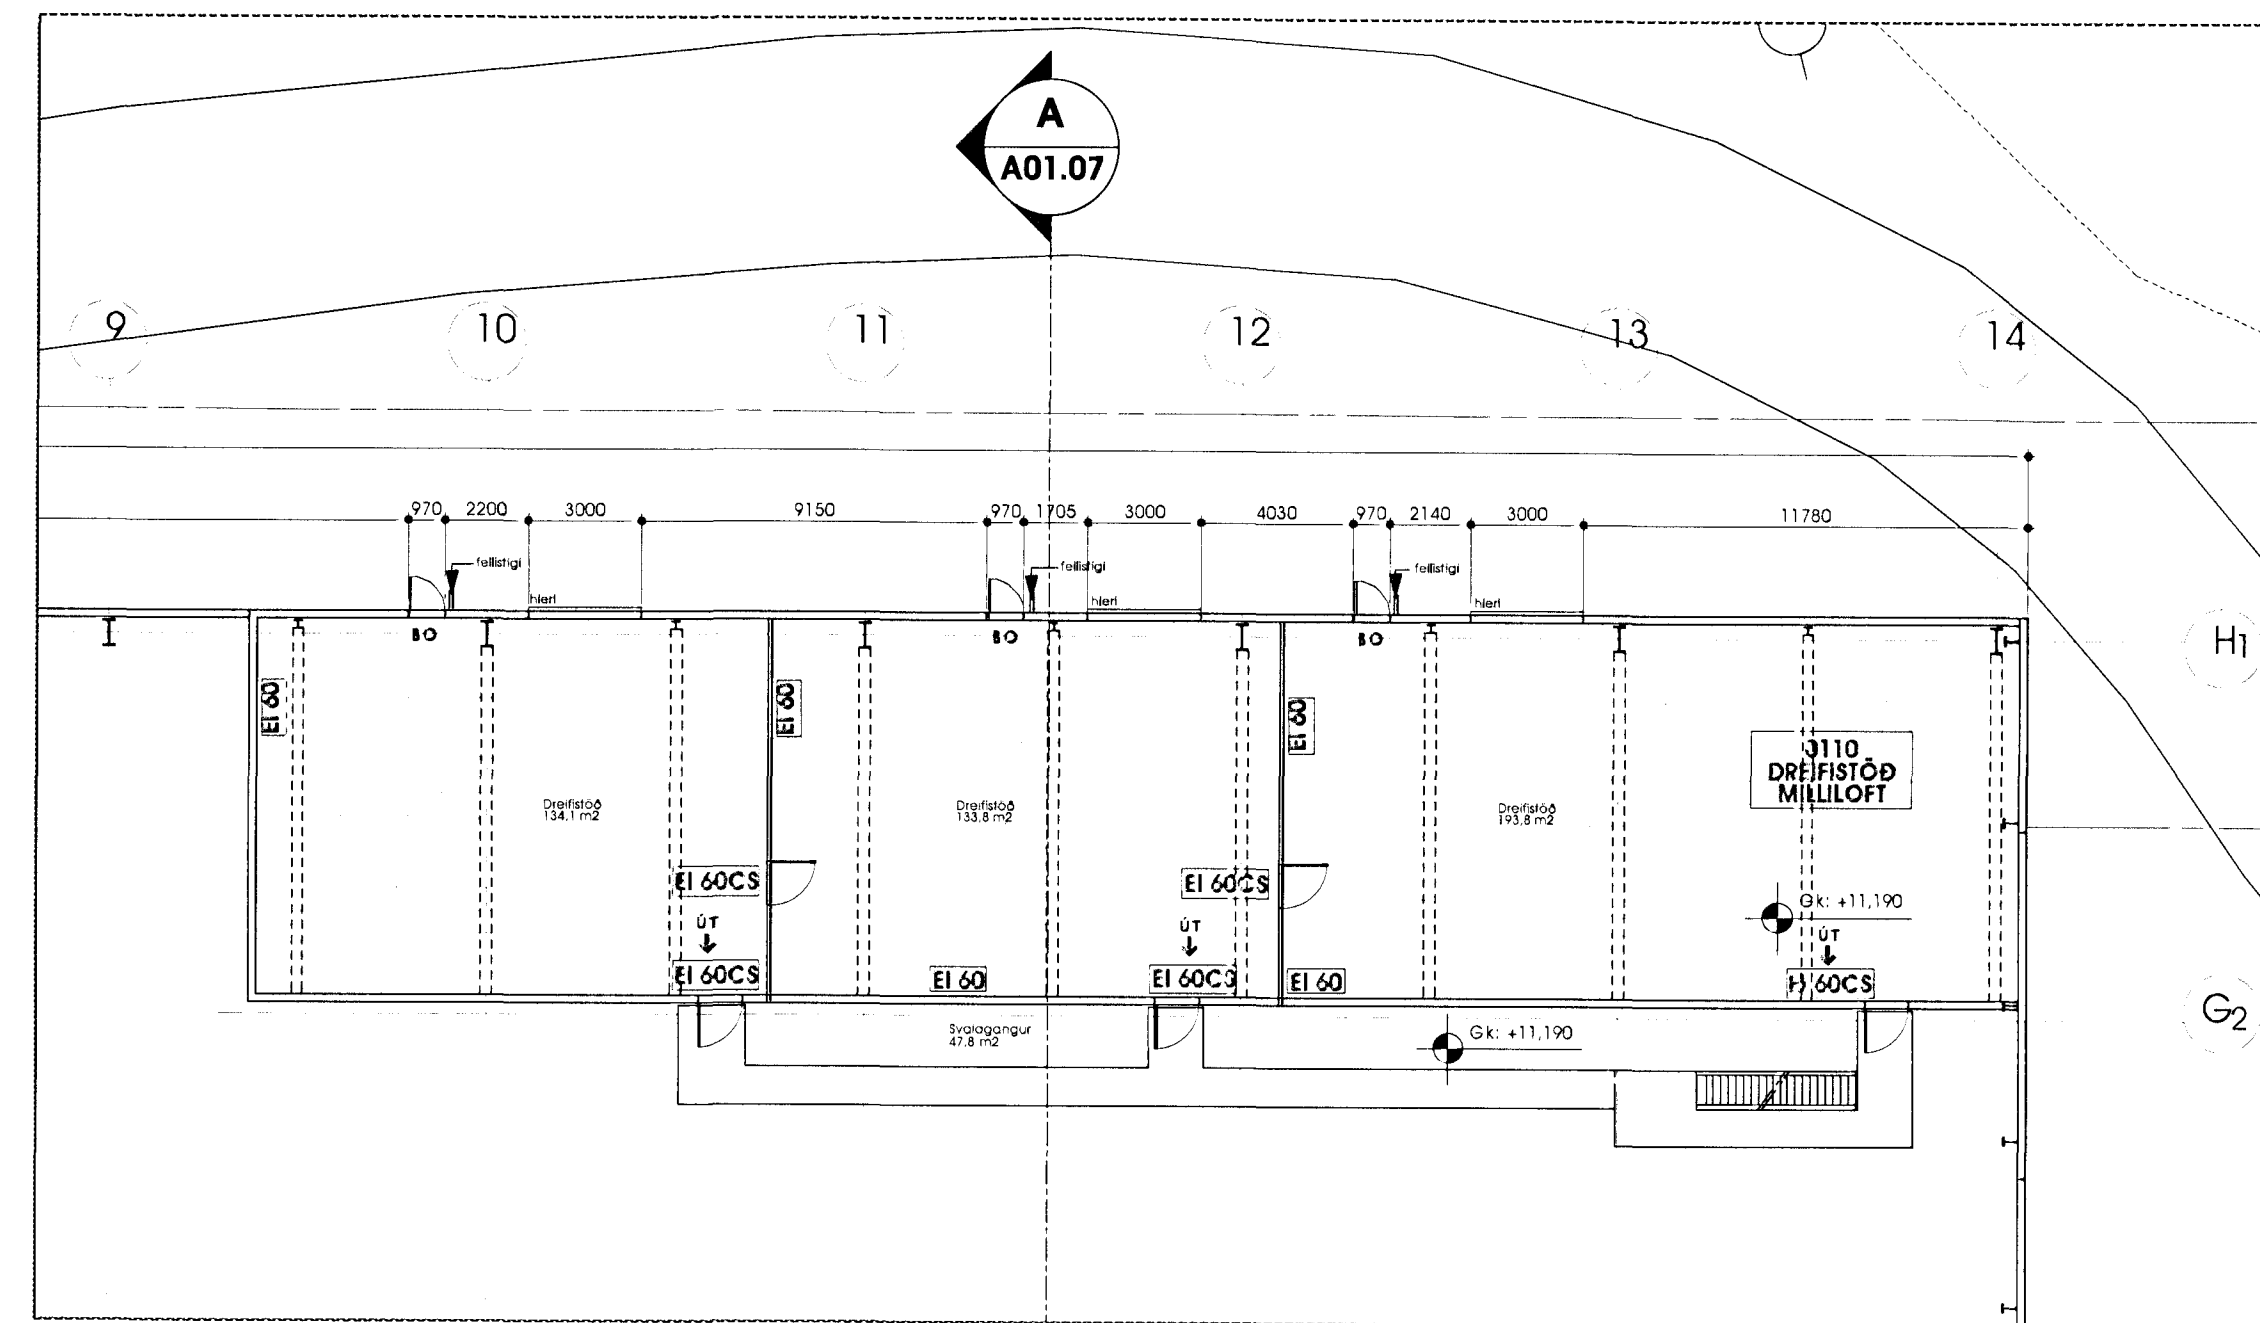 A
A01.07
9
10
11
12
13
14
970
2200
3000
9150
970
1705
3000
4030
970
2140
3000
11780
fellistigi
fellistigi
fellistigi
hleri
hleri
hleri
BO
BO
BO
H1
EI 60
EI 60
EI 60
0110
DREIFISTÖÐ
MILLILOFT
Dreifistöð
134,1 m2
Dreifistöð
133,8 m2
Dreifistöð
193,8 m2
EI 60CS
EI 60CS
Gk: +11,190
ÚT
ÚT
ÚT
EI 60CS
EI 60
EI 60CS
EI 60
EI 60CS
Svalagangur
47,8 m2
Gk: +11,190
G2